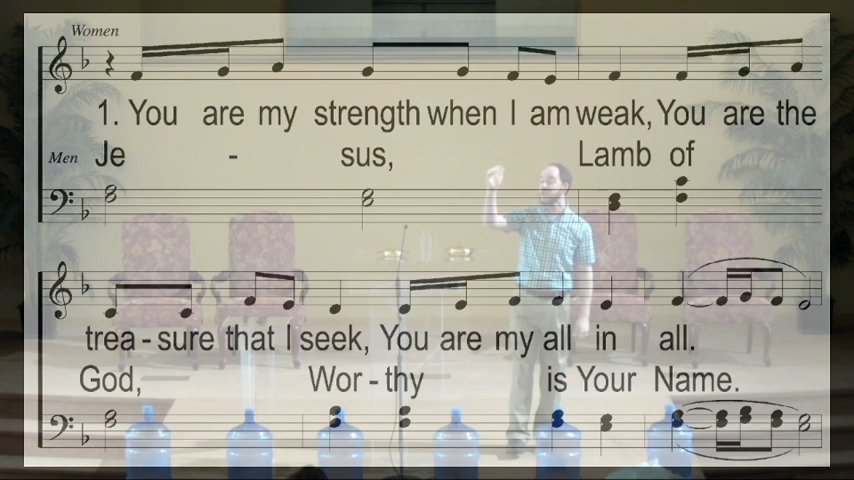 Women
1. You are my strength when I am weak, You are the
Men Je - sus, Lamb of
trea - sure that I seek, You are my all in all.
God, Wor - thy is Your Name.